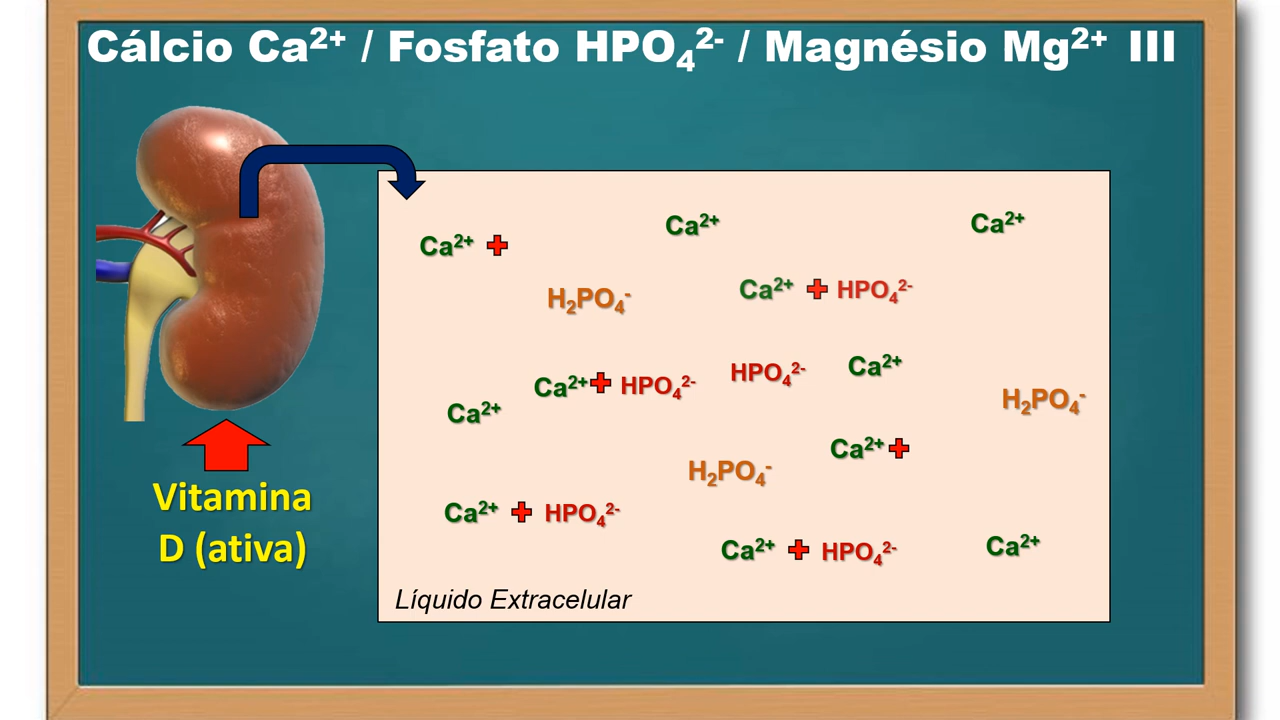 Cálcio Ca²⁺ / Fosfato HPO₄²⁻ / Magnésio Mg²⁺ III
Ca²⁺
Ca²⁺
Ca²⁺ +
Ca²⁺ + HPO₄²⁻
H₂PO₄⁻
Ca²⁺
HPO₄²⁻
Ca²⁺ + HPO₄²⁻
H₂PO₄⁻
Ca²⁺
Ca²⁺ +
H₂PO₄⁻
Vitamina
D (ativa)
Ca²⁺ + HPO₄²⁻
Ca²⁺
Ca²⁺ + HPO₄²⁻
Líquido Extracelular